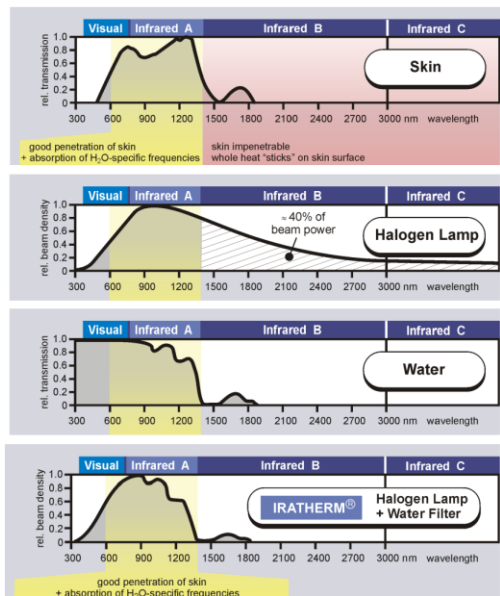 Visual Infrared A Infrared B Infrared C
rel. transmission
1.0
0.8
0.6
0.4
0.2
0
Skin
300 600 900 1200 1500 1800 2100 2400 2700 3000 nm wavelength
good penetration of skin
+ absorption of H₂O-specific frequencies
skin impenetrable
whole heat "sticks" on skin surface
Visual Infrared A Infrared B Infrared C
rel. beam density
1.0
0.8
0.6
0.4
0.2
0
≈40% of
beam power
Halogen Lamp
300 600 900 1200 1500 1800 2100 2400 2700 3000 nm wavelength
Visual Infrared A Infrared B Infrared C
rel. transmission
1.0
0.8
0.6
0.4
0.2
0
Water
300 600 900 1200 1500 1800 2100 2400 2700 3000 nm wavelength
Visual Infrared A Infrared B Infrared C
rel. beam density
1.0
0.8
0.6
0.4
0.2
0
IRATHERM®
Halogen Lamp
+ Water Filter
300 600 900 1200 1500 1800 2100 2400 2700 3000 nm wavelength
good penetration of skin
+ absorption of H₂O-specific frequencies